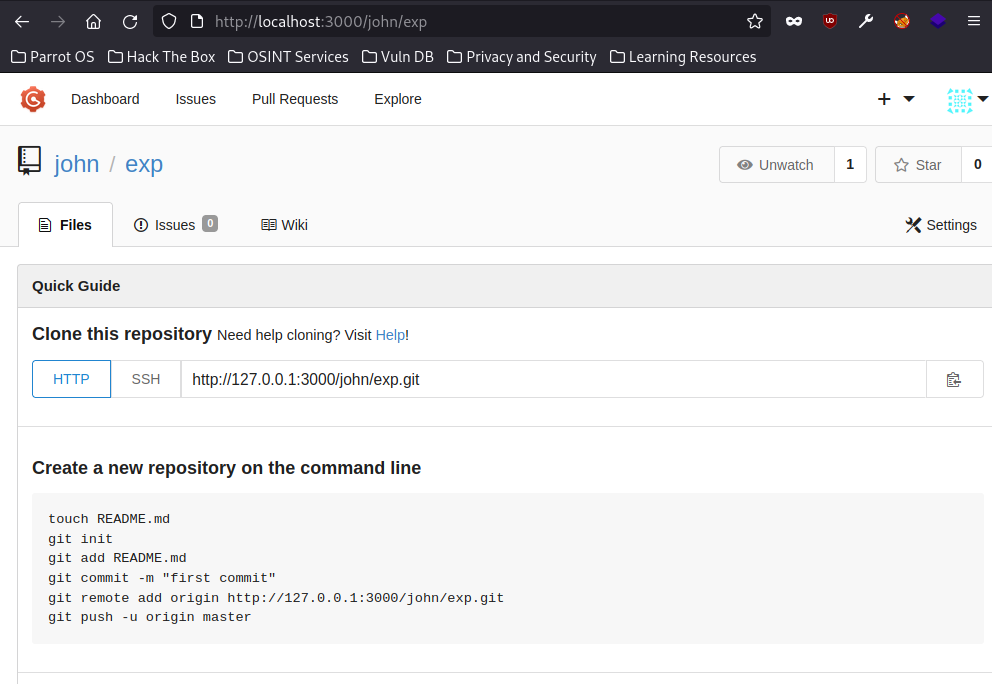 http://localhost:3000/john/exp
Parrot OS Hack The Box OSINT Services Vuln DB Privacy and Security Learning Resources
Dashboard Issues Pull Requests Explore
john / exp Unwatch 1 Star 0
Files Issues 0 Wiki Settings
Quick Guide
Clone this repository Need help cloning? Visit Help!
HTTP SSH http://127.0.0.1:3000/john/exp.git
Create a new repository on the command line
touch README.md
git init
git add README.md
git commit -m "first commit"
git remote add origin http://127.0.0.1:3000/john/exp.git
git push -u origin master